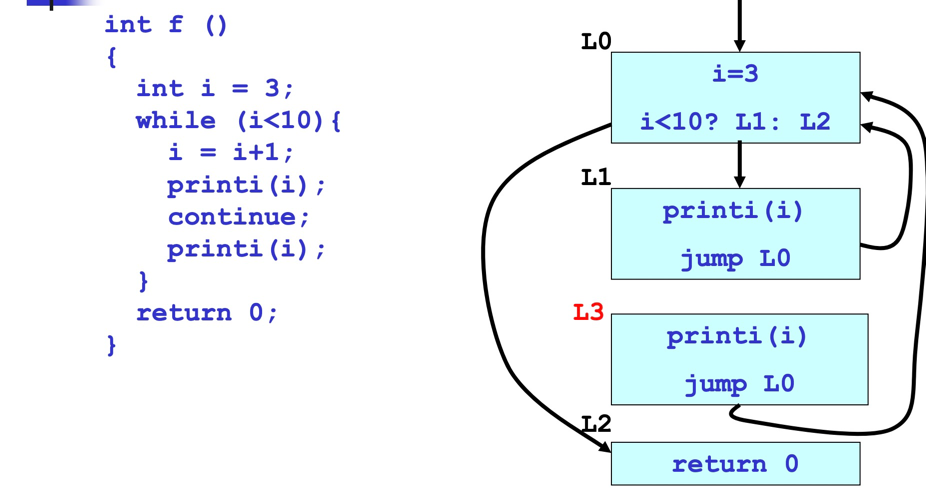 int f ()
{
int i = 3;
while (i<10){
i = i+1;
printi(i);
continue;
printi(i);
}
return 0;
}
L0
i=3
i<10? L1: L2
L1
printi(i)
jump L0
L3
printi(i)
jump L0
L2
return 0